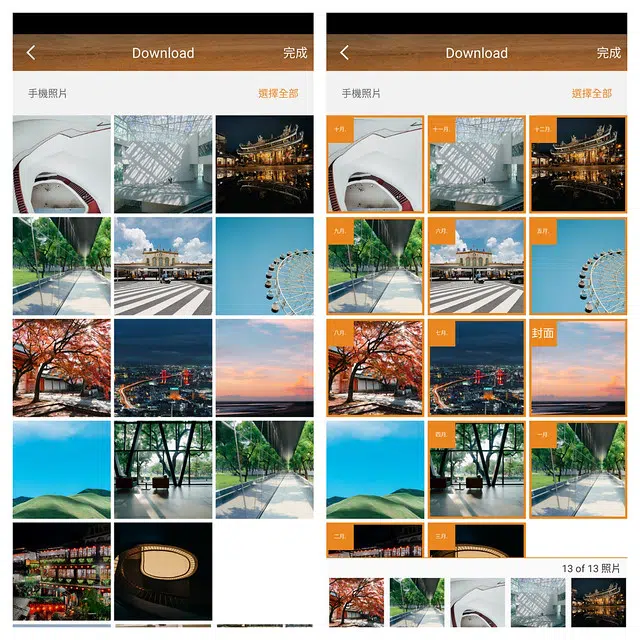 Download
完成
手機照片
選擇全部
Download
完成
手機照片
選擇全部
十月.
十一月.
十二月.
九月.
六月.
五月.
八月.
七月.
封面
四月.
一月.
二月.
三月.
13 of 13 照片